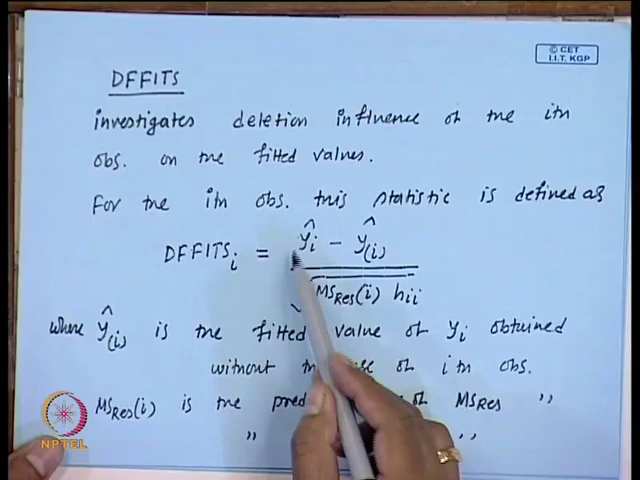 © CET
I.I.T. KGP
DFFITS
investigates deletion influence of the ith
obs. on the fitted values.
For the ith obs. this statistic is defined as
DFFITS_i = (ŷ_i − ŷ_(i)) / √(MS_Res(i) h_ii)
where ŷ_(i) is the fitted value of y_i obtained
without use of i th obs.
MS_Res(i) is the of MS_Res "
" "
NPTEL